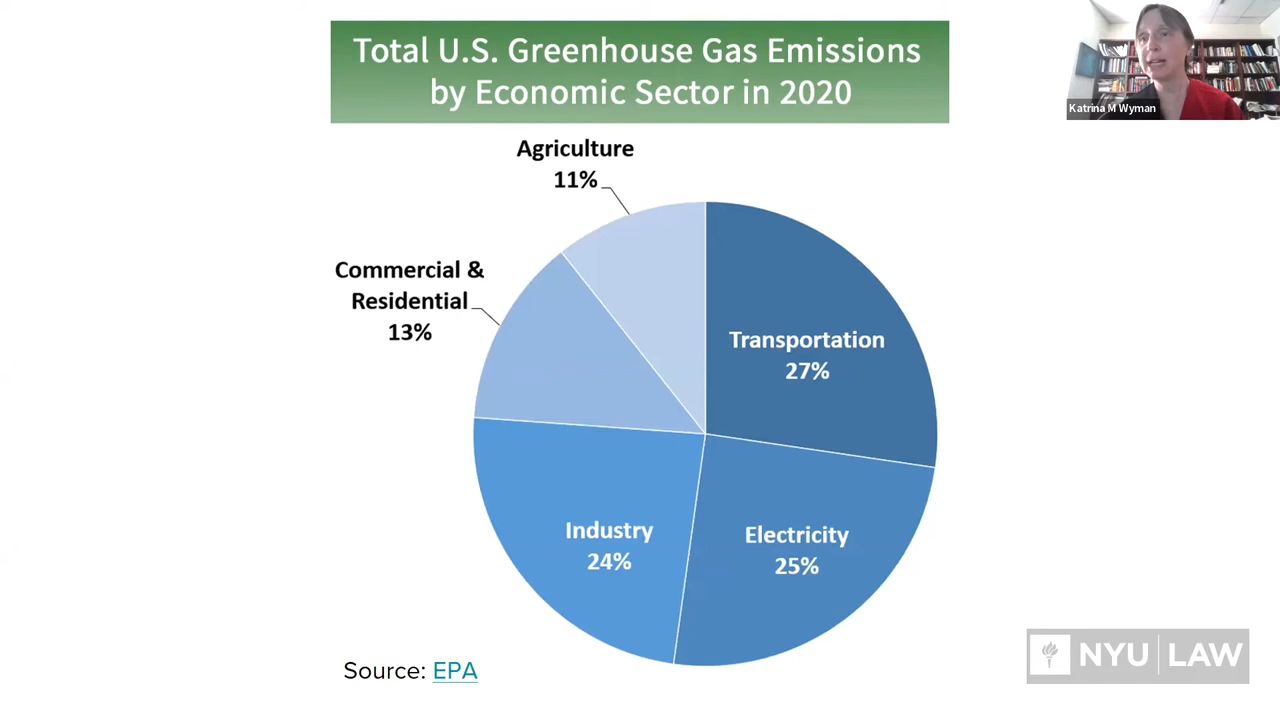 Total U.S. Greenhouse Gas Emissions
by Economic Sector in 2020
Katrina M Wyman
Agriculture
11%
Commercial &
Residential
13%
Transportation
27%
Industry
24%
Electricity
25%
Source: EPA
NYU LAW